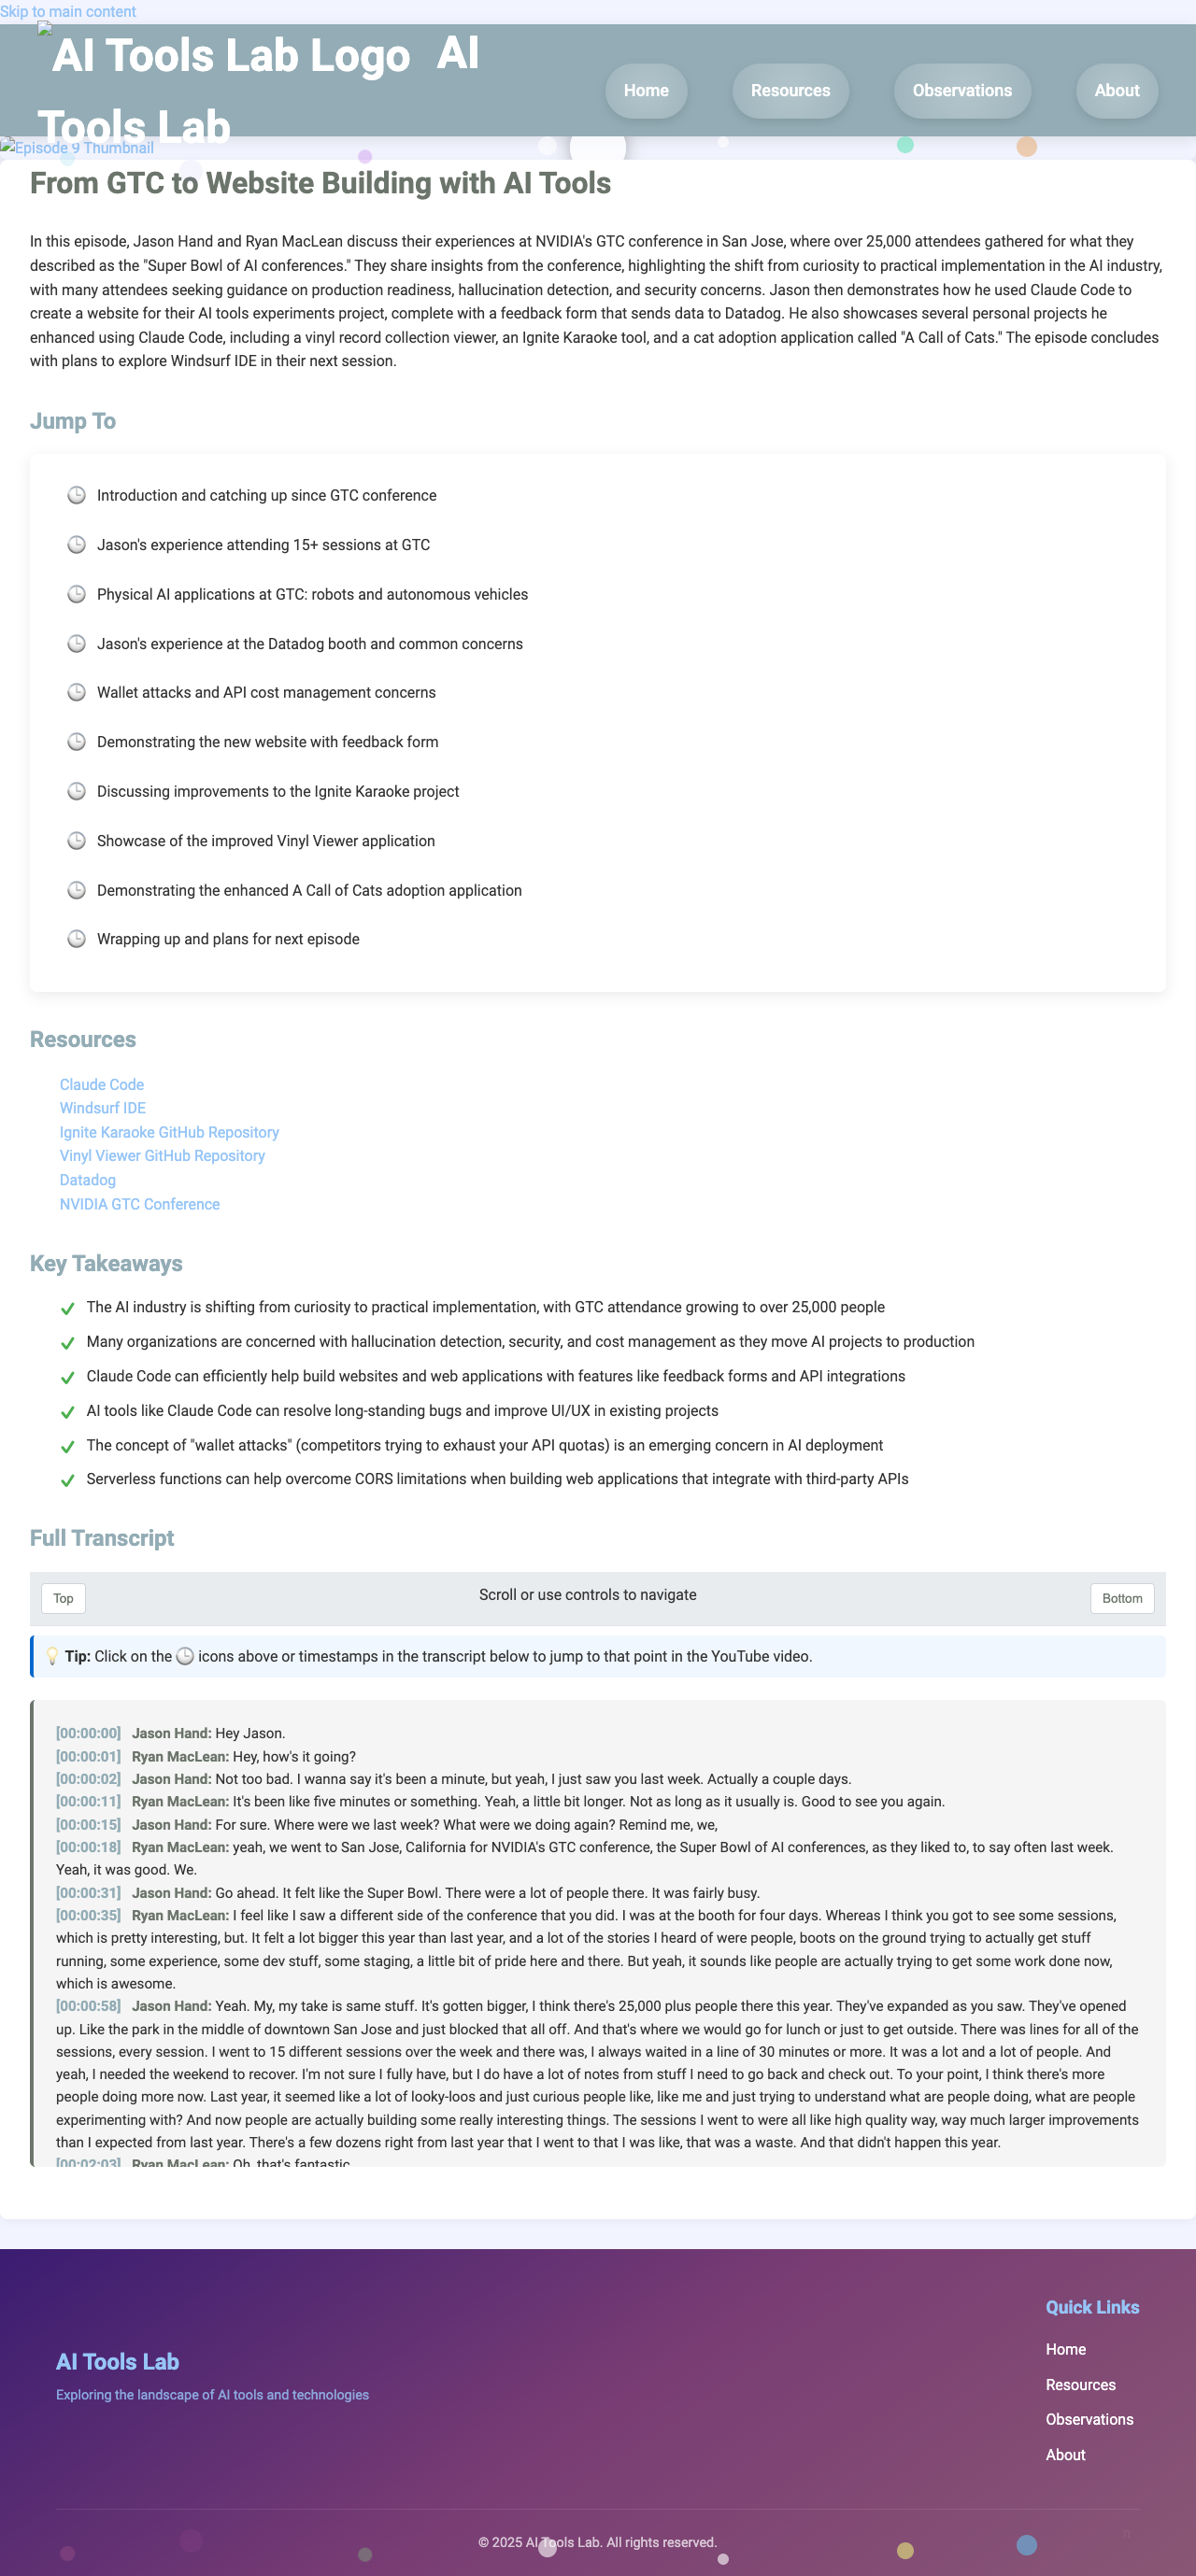 Skip to main content
AI Tools Lab Logo AI
Tools Lab
Home
Resources
Observations
About
Episode 9 Thumbnail
From GTC to Website Building with AI Tools
In this episode, Jason Hand and Ryan MacLean discuss their experiences at NVIDIA's GTC conference in San Jose, where over 25,000 attendees gathered for what they
described as the "Super Bowl of AI conferences." They share insights from the conference, highlighting the shift from curiosity to practical implementation in the AI industry,
with many attendees seeking guidance on production readiness, hallucination detection, and security concerns. Jason then demonstrates how he used Claude Code to
create a website for their AI tools experiments project, complete with a feedback form that sends data to Datadog. He also showcases several personal projects he
enhanced using Claude Code, including a vinyl record collection viewer, an Ignite Karaoke tool, and a cat adoption application called "A Call of Cats." The episode concludes
with plans to explore Windsurf IDE in their next session.
Jump To
Introduction and catching up since GTC conference
Jason's experience attending 15+ sessions at GTC
Physical AI applications at GTC: robots and autonomous vehicles
Jason's experience at the Datadog booth and common concerns
Wallet attacks and API cost management concerns
Demonstrating the new website with feedback form
Discussing improvements to the Ignite Karaoke project
Showcase of the improved Vinyl Viewer application
Demonstrating the enhanced A Call of Cats adoption application
Wrapping up and plans for next episode
Resources
Claude Code
Windsurf IDE
Ignite Karaoke GitHub Repository
Vinyl Viewer GitHub Repository
Datadog
NVIDIA GTC Conference
Key Takeaways
The AI industry is shifting from curiosity to practical implementation, with GTC attendance growing to over 25,000 people
Many organizations are concerned with hallucination detection, security, and cost management as they move AI projects to production
Claude Code can efficiently help build websites and web applications with features like feedback forms and API integrations
AI tools like Claude Code can resolve long-standing bugs and improve UI/UX in existing projects
The concept of "wallet attacks" (competitors trying to exhaust your API quotas) is an emerging concern in AI deployment
Serverless functions can help overcome CORS limitations when building web applications that integrate with third-party APIs
Full Transcript
Top
Scroll or use controls to navigate
Bottom
💡 Tip: Click on the 🕒 icons above or timestamps in the transcript below to jump to that point in the YouTube video.
[00:00:00] Jason Hand: Hey Jason.
[00:00:01] Ryan MacLean: Hey, how's it going?
[00:00:02] Jason Hand: Not too bad. I wanna say it's been a minute, but yeah, I just saw you last week. Actually a couple days.
[00:00:11] Ryan MacLean: It's been like five minutes or something. Yeah, a little bit longer. Not as long as it usually is. Good to see you again.
[00:00:15] Jason Hand: For sure. Where were we last week? What were we doing again? Remind me, we,
[00:00:18] Ryan MacLean: yeah, we went to San Jose, California for NVIDIA's GTC conference, the Super Bowl of AI conferences, as they liked to, to say often last week.
Yeah, it was good. We.
[00:00:31] Jason Hand: Go ahead. It felt like the Super Bowl. There were a lot of people there. It was fairly busy.
[00:00:35] Ryan MacLean: I feel like I saw a different side of the conference that you did. I was at the booth for four days. Whereas I think you got to see some sessions,
which is pretty interesting, but. It felt a lot bigger this year than last year, and a lot of the stories I heard of were people, boots on the ground trying to actually get stuff
running, some experience, some dev stuff, some staging, a little bit of pride here and there. But yeah, it sounds like people are actually trying to get some work done now,
which is awesome.
[00:00:58] Jason Hand: Yeah. My, my take is same stuff. It's gotten bigger, I think there's 25,000 plus people there this year. They've expanded as you saw. They've opened
up. Like the park in the middle of downtown San Jose and just blocked that all off. And that's where we would go for lunch or just to get outside. There was lines for all of the
sessions, every session. I went to 15 different sessions over the week and there was, I always waited in a line of 30 minutes or more. It was a lot and a lot of people. And
yeah, I needed the weekend to recover. I'm not sure I fully have, but I do have a lot of notes from stuff I need to go back and check out. To your point, I think there's more
people doing more now. Last year, it seemed like a lot of looky-loos and just curious people like, like me and just trying to understand what are people doing, what are people
experimenting with? And now people are actually building some really interesting things. The sessions I went to were all like high quality way, way much larger improvements
than I expected from last year. There's a few dozens right from last year that I went to that I was like, that was a waste. And that didn't happen this year.
[00:02:03] Ryan MacLean: Oh, that's fantastic
AI Tools Lab
Exploring the landscape of AI tools and technologies
Quick Links
Home
Resources
Observations
About
© 2025 AI Tools Lab. All rights reserved.